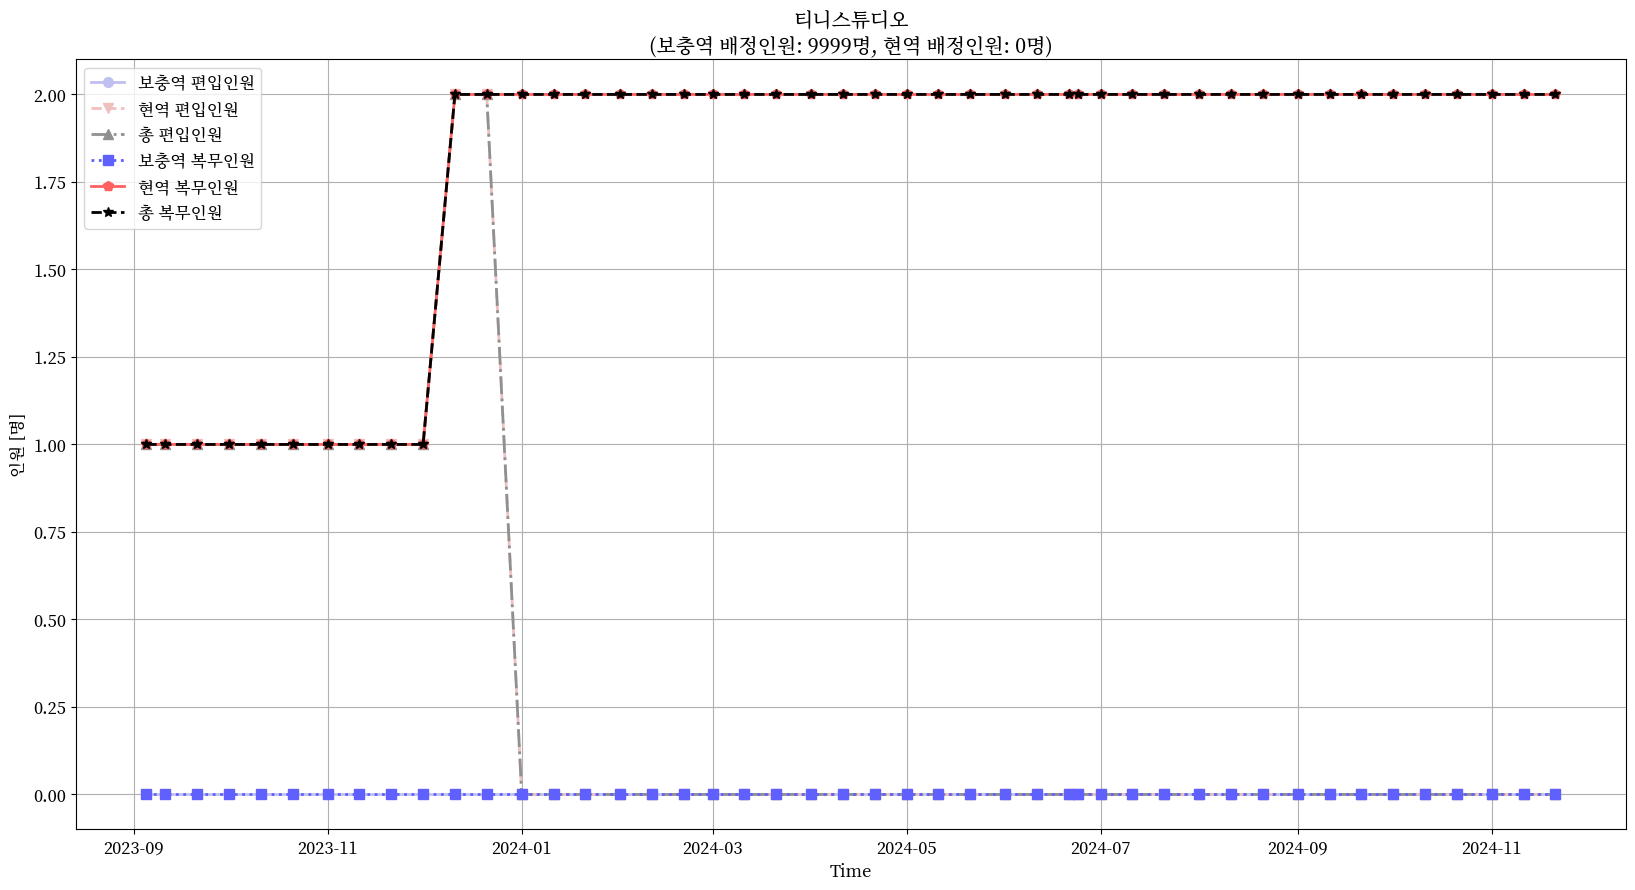 티니스튜디오
(보충역 배정인원: 9999명, 현역 배정인원: 0명)
보충역 편입인원
현역 편입인원
총 편입인원
보충역 복무인원
현역 복무인원
총 복무인원
인원 [명]
2.00
1.75
1.50
1.25
1.00
0.75
0.50
0.25
0.00
2023-09
2023-11
2024-01
2024-03
2024-05
2024-07
2024-09
2024-11
Time